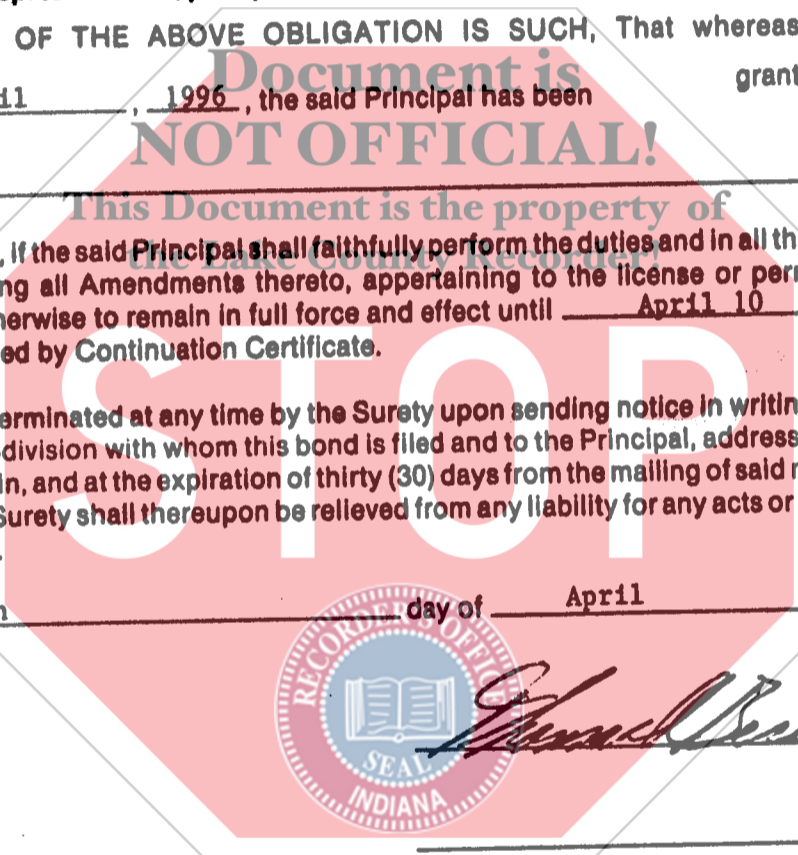 OF THE ABOVE OBLIGATION IS SUCH, That whereas
Document is
grant
1996, the said Principal has been
NOT OFFICIAL!
This Document is the property of
the Lake County Recorder!
, if the said Principal shall faithfully perform the duties and in all th
ng all Amendments thereto, appertaining to the license or per
herwise to remain in full force and effect until April 10
ed by Continuation Certificate.
STOP
erminated at any time by the Surety upon sending notice in writin
division with whom this bond is filed and to the Principal, address
in, and at the expiration of thirty (30) days from the mailing of said
Surety shall thereupon be relieved from any liability for any acts or
day of April
RECORDER'S OFFICE
SEAL
INDIANA